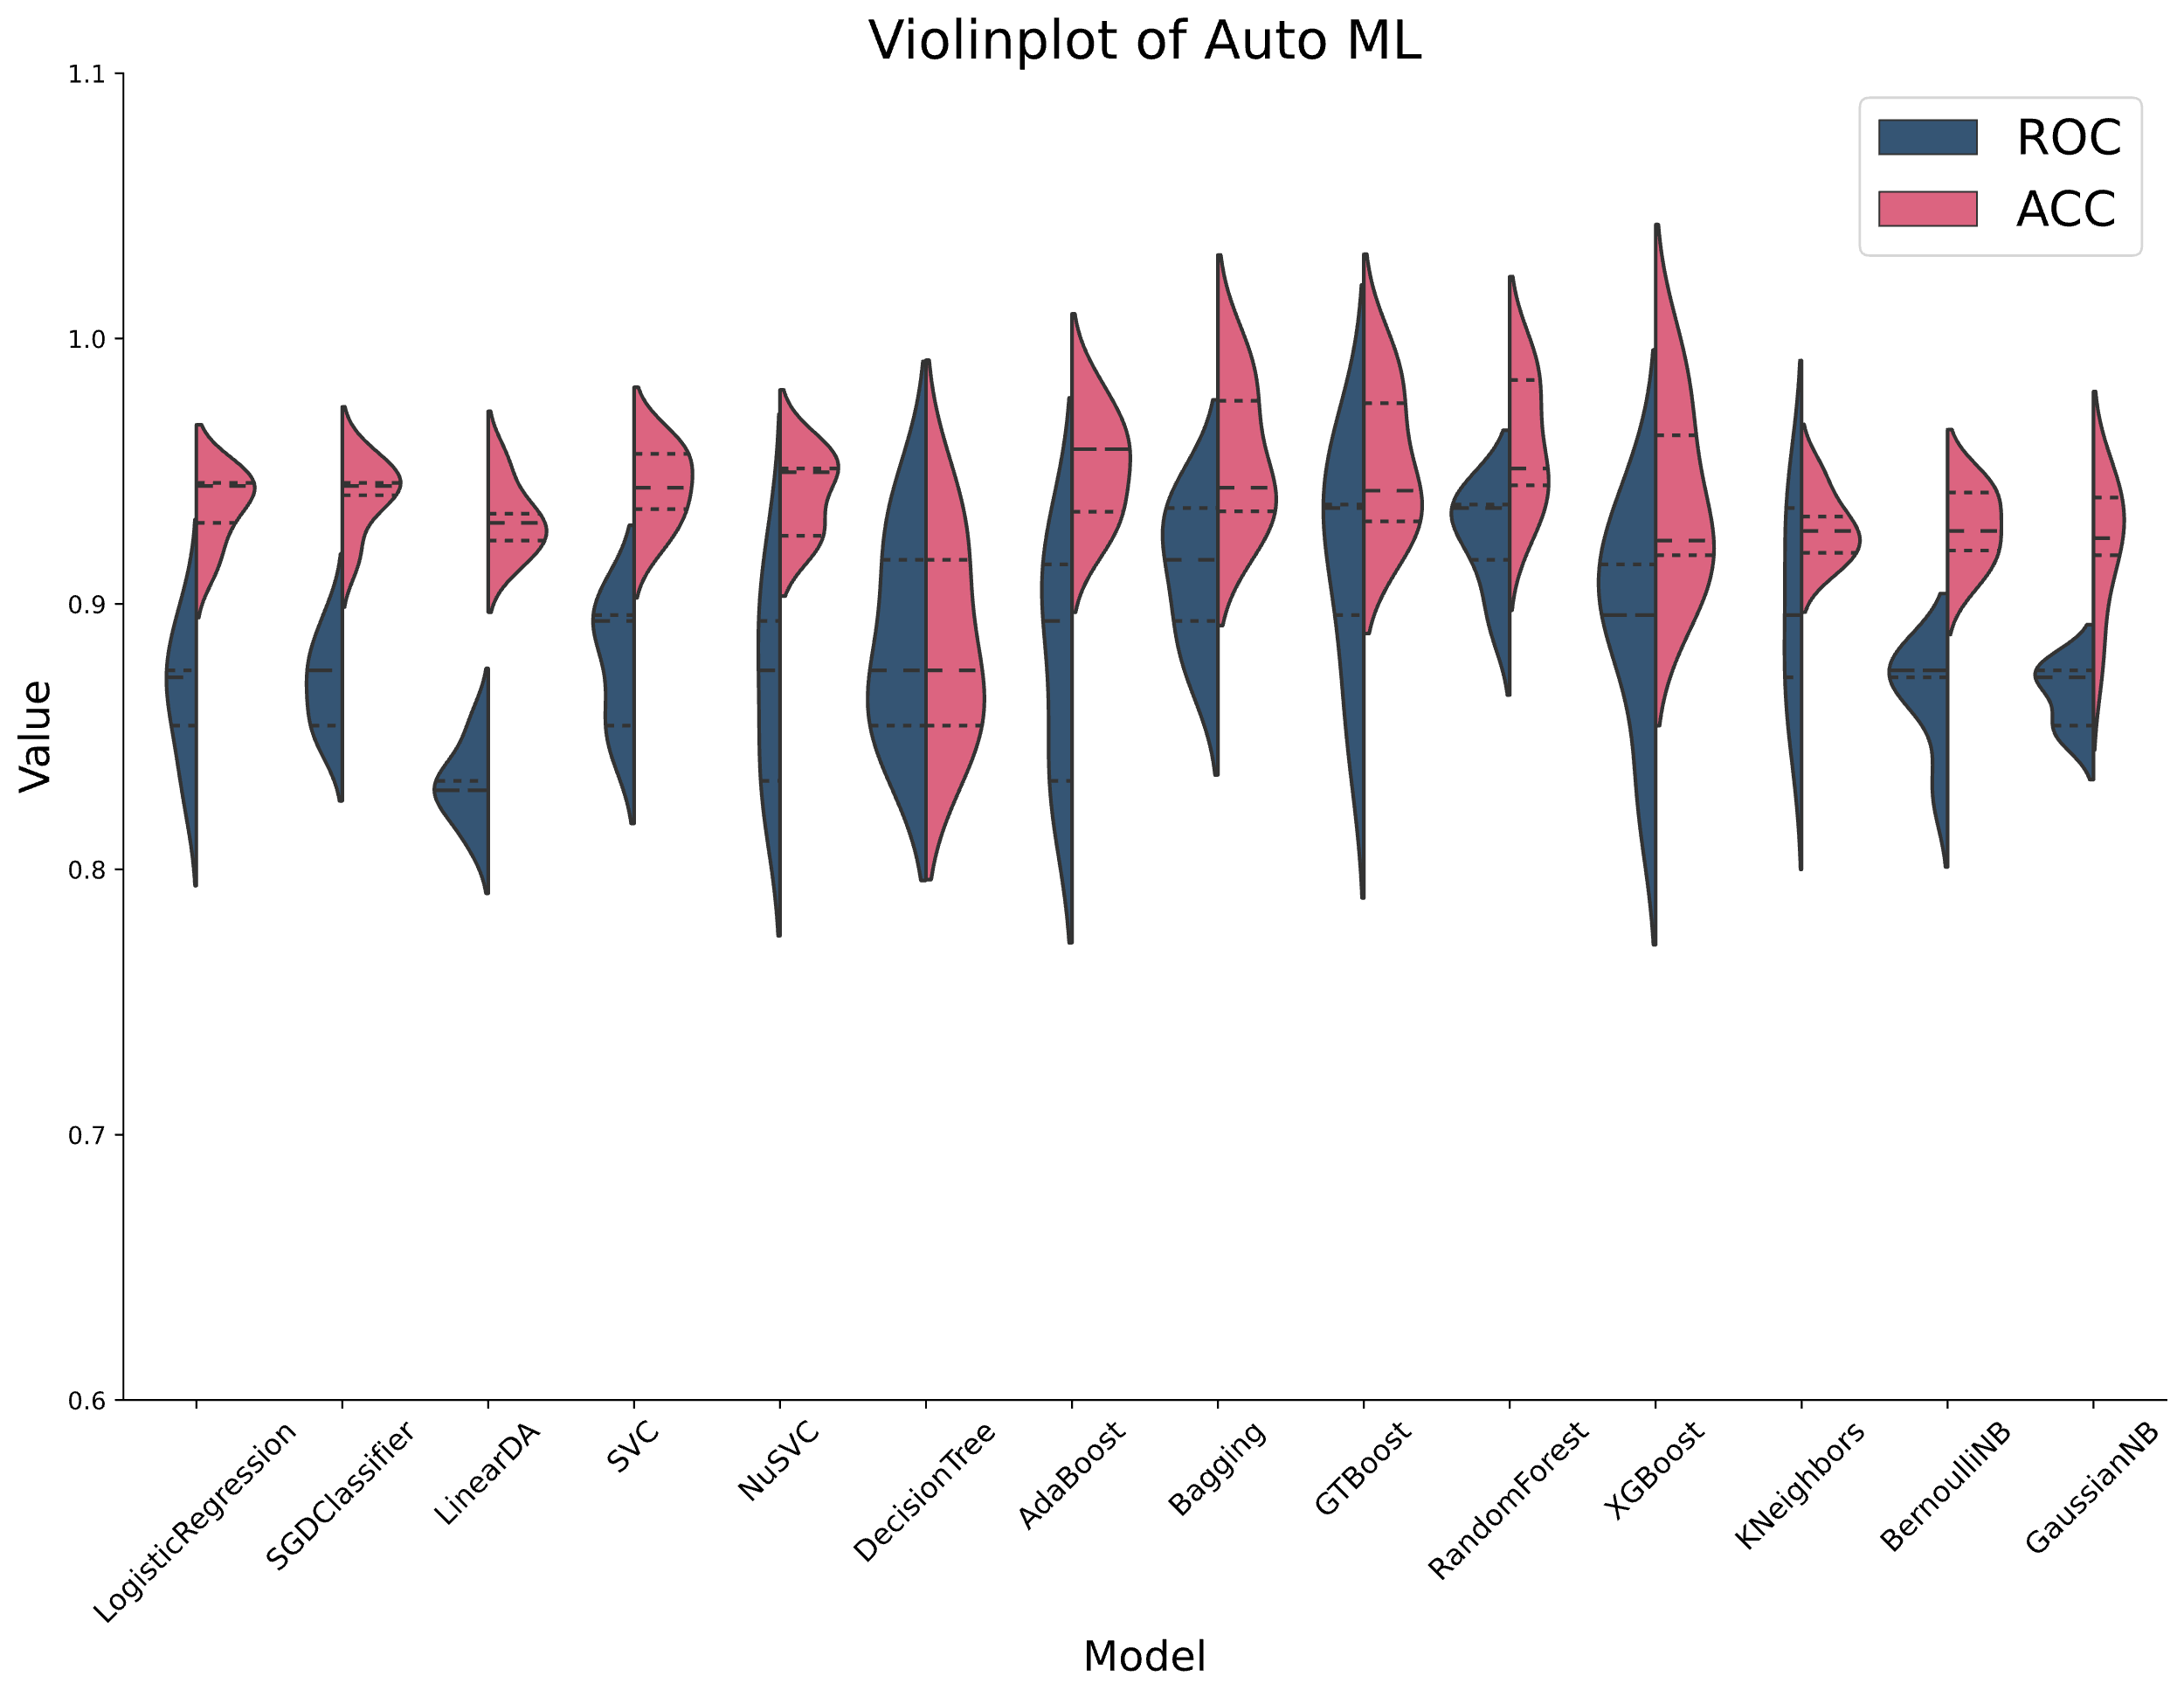 Violinplot of Auto ML
ROC
ACC
Value
1.1
1.0
0.9
0.8
0.7
0.6
LogisticRegression
SGDClassifier
LinearDA
SVC
NuSVC
DecisionTree
AdaBoost
Bagging
GTBoost
RandomForest
XGBoost
KNeighbors
BernoulliNB
GaussianNB
Model